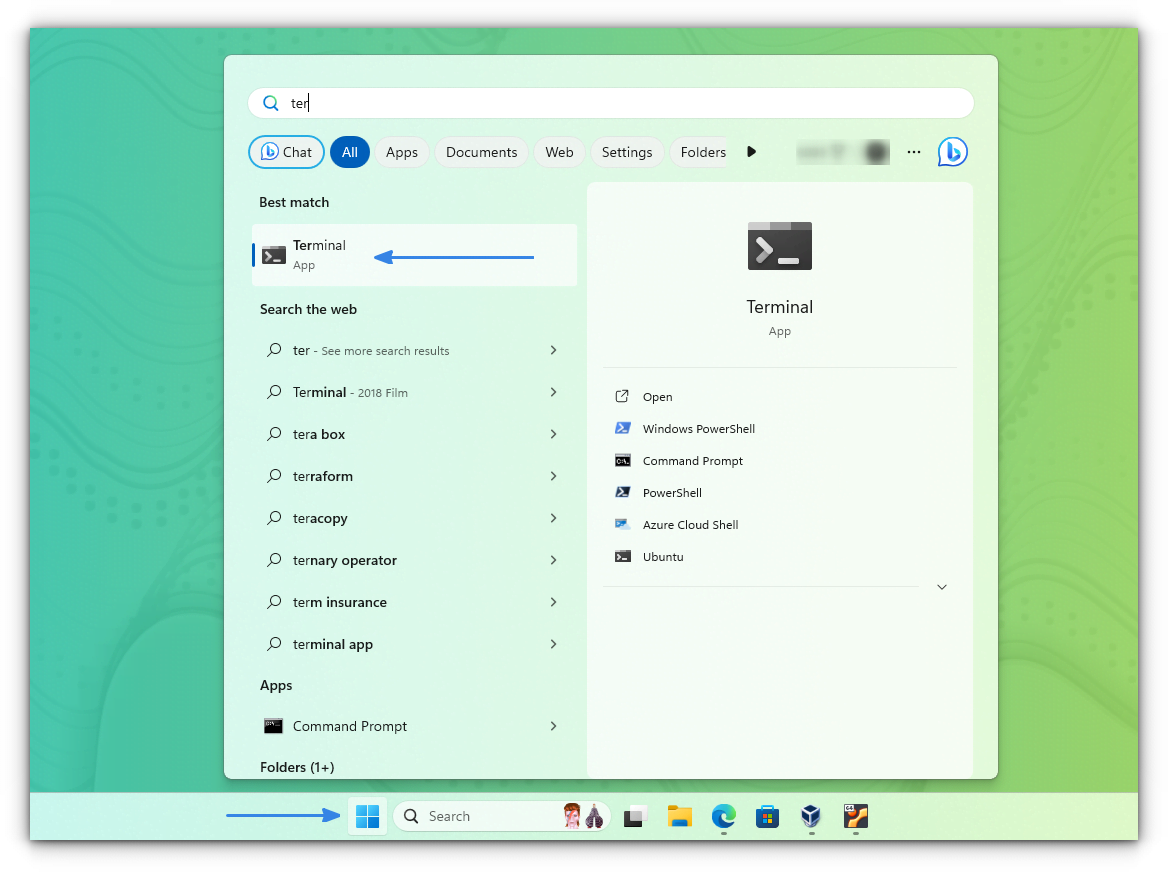 ter
Chat All Apps Documents Web Settings Folders
Best match
Terminal
App
Search the web
ter - See more search results
Terminal - 2018 Film
tera box
terraform
teracopy
ternary operator
term insurance
terminal app
Apps
Command Prompt
Folders (1+)
Terminal
App
Open
Windows PowerShell
Command Prompt
PowerShell
Azure Cloud Shell
Ubuntu
Search
64